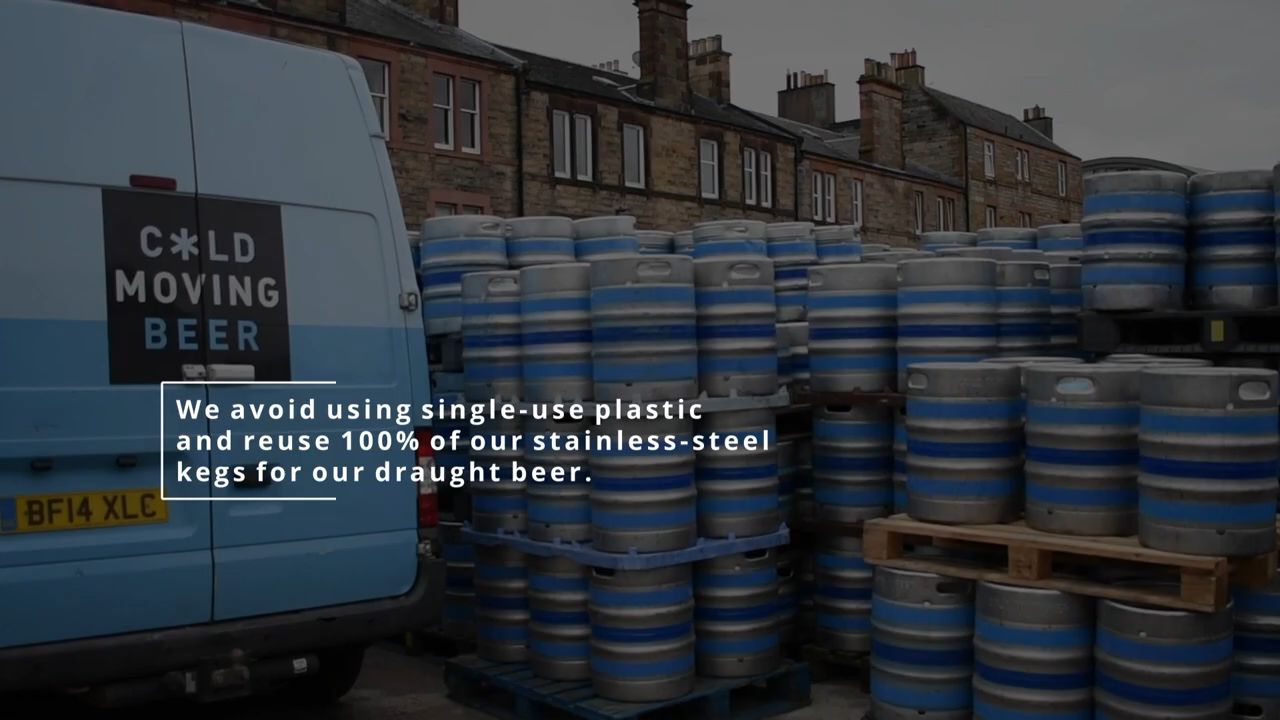 C*LD
MOVING
BEER
We avoid using single-use plastic
and reuse 100% of our stainless-steel
kegs for our draught beer.
BF14 XLC